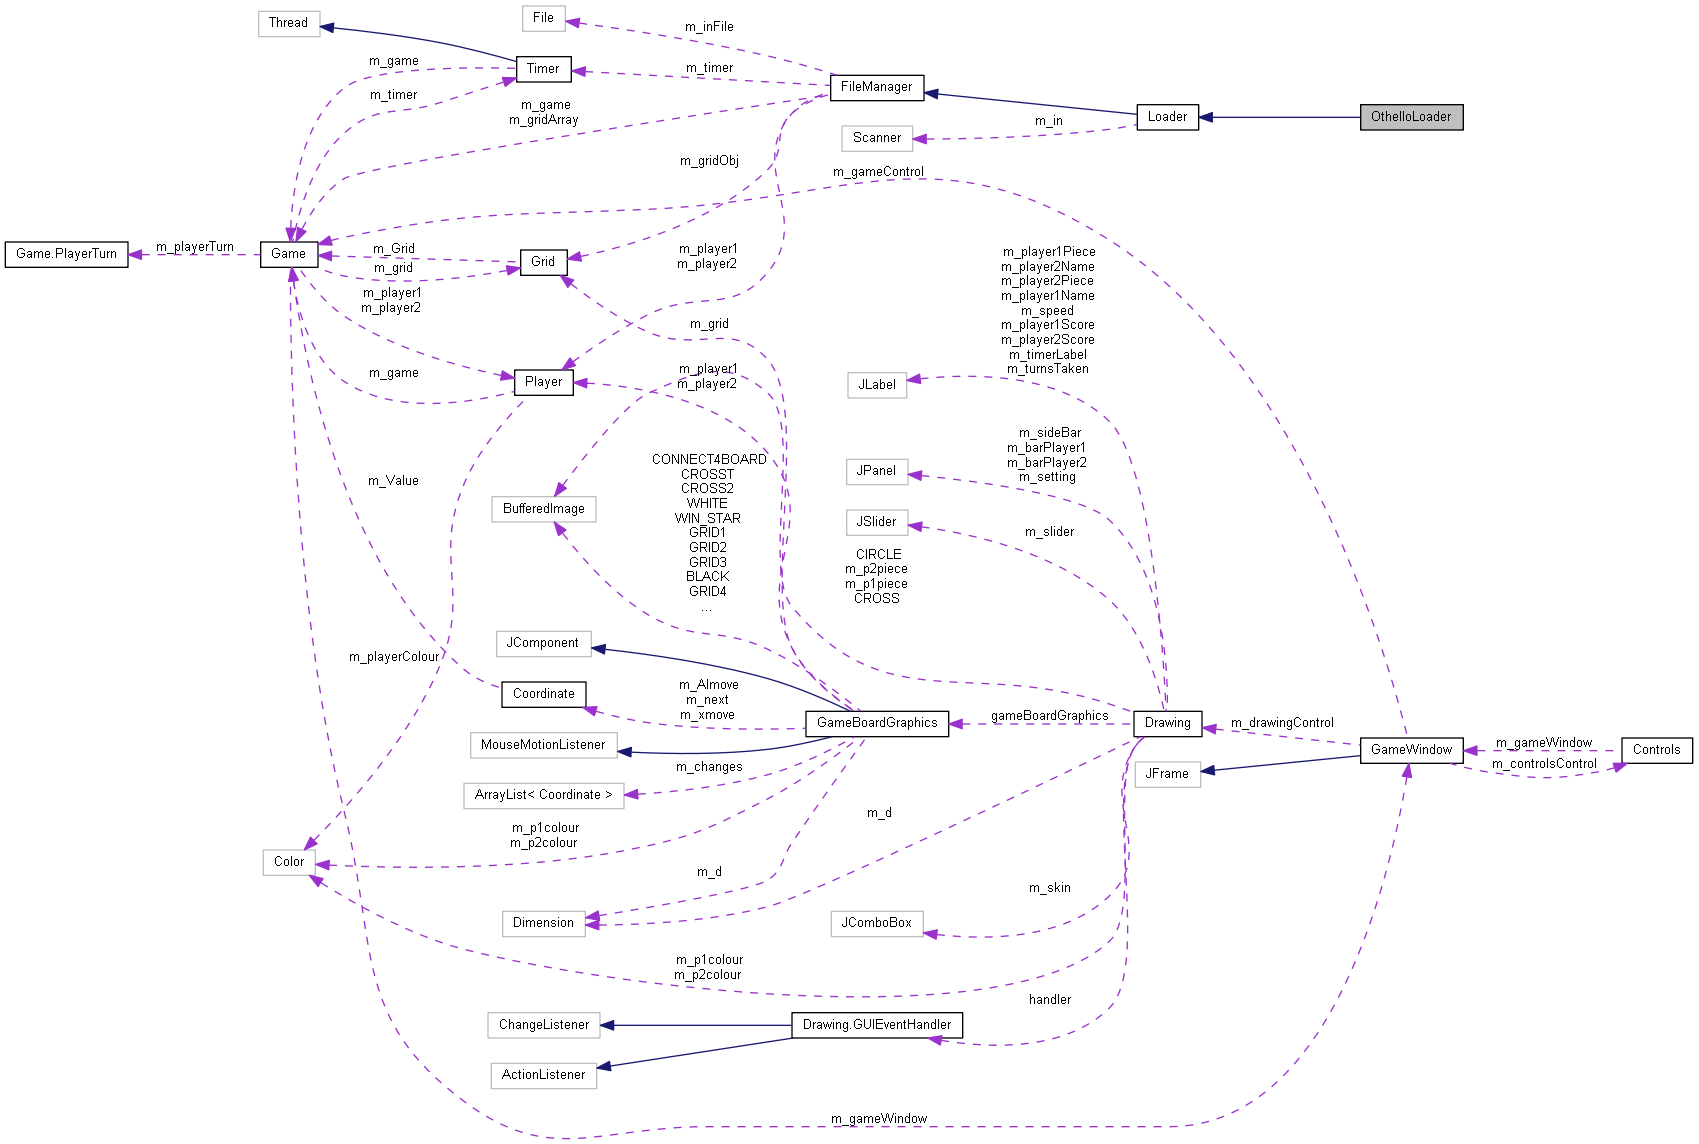 Thread
File
m_inFile
m_game
Timer
m_timer
FileManager
m_timer
m_game
m_gridArray
Loader
OthelloLoader
m_in
Scanner
m_gridObj
m_gameControl
m_playerTurn
Game.PlayerTurn
Game
m_Grid
m_grid
Grid
m_player1
m_player2
m_player1
m_player2
m_grid
m_player1Piece
m_player2Name
m_player2Piece
m_player1Name
m_speed
m_player1Score
m_player2Score
m_timerLabel
m_turnsTaken
m_game
Player
m_player1
m_player2
JLabel
m_sideBar
m_barPlayer1
m_barPlayer2
m_setting
JPanel
m_Value
CONNECT4BOARD
CROSST
CROSS2
WHITE
WIN_STAR
GRID1
GRID2
GRID3
BLACK
GRID4
...
BufferedImage
JSlider
m_slider
CIRCLE
m_p2piece
m_p1piece
CROSS
m_playerColour
JComponent
Coordinate
m_AImove
m_next
m_xmove
GameBoardGraphics
gameBoardGraphics
Drawing
m_drawingControl
GameWindow
m_gameWindow
m_controlsControl
Controls
MouseMotionListener
m_changes
JFrame
ArrayList< Coordinate >
m_p1colour
m_p2colour
m_d
Color
m_d
m_skin
Dimension
JComboBox
m_p1colour
m_p2colour
handler
ChangeListener
Drawing.GUIEventHandler
ActionListener
m_gameWindow